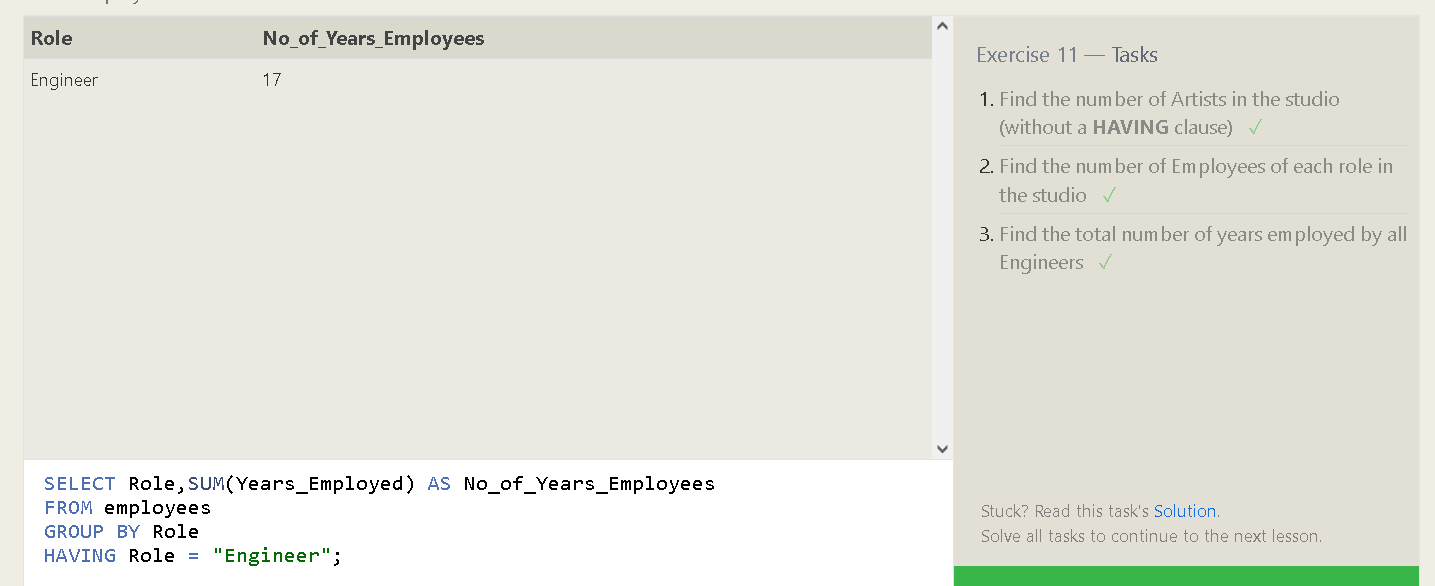 Role No_of_Years_Employees
Engineer 17
SELECT Role,SUM(Years_Employed) AS No_of_Years_Employees
FROM employees
GROUP BY Role
HAVING Role = "Engineer";
Exercise 11 — Tasks
1. Find the number of Artists in the studio
(without a HAVING clause) ✓
2. Find the number of Employees of each role in
the studio ✓
3. Find the total number of years employed by all
Engineers ✓
Stuck? Read this task's Solution.
Solve all tasks to continue to the next lesson.